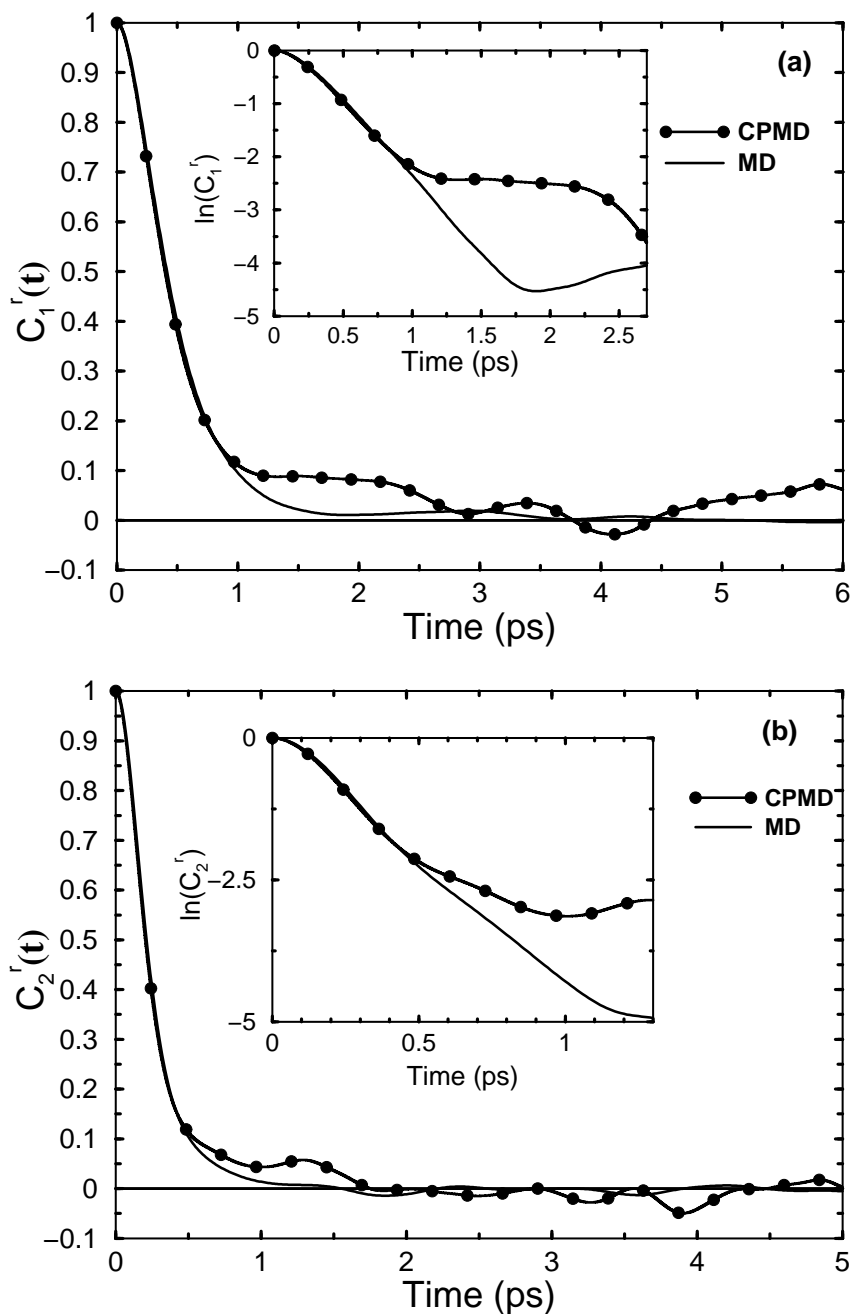 (a)
CPMD
MD
1
0.9
0.8
0.7
0.6
0.5
0.4
0.3
0.2
0.1
0
−0.1
C₁ʳ(t)
0 1 2 3 4 5 6
Time (ps)
0
−1
−2
−3
−4
−5
ln(C₁ʳ)
0 0.5 1 1.5 2 2.5
Time (ps)
(b)
CPMD
MD
1
0.9
0.8
0.7
0.6
0.5
0.4
0.3
0.2
0.1
0
−0.1
C₂ʳ(t)
0 1 2 3 4 5
Time (ps)
0
−2.5
−5
ln(C₂ʳ)
0 0.5 1
Time (ps)